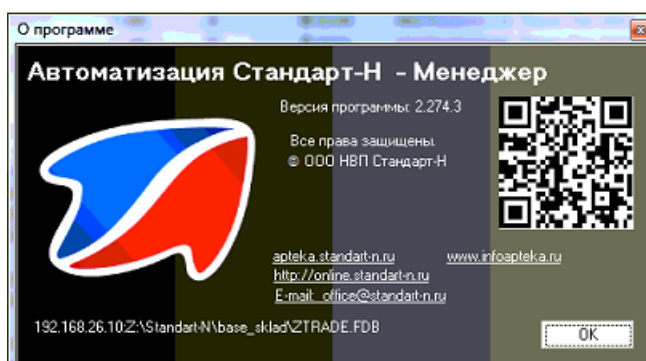 О программе
Автоматизация Стандарт-Н - Менеджер
Версия программы: 2.274.3
Все права защищены.
© ООО НВП Стандарт-Н
apteka.standart-n.ru www.infoapteka.ru
http://online.standart-n.ru
E-mail: office@standart-n.ru
192.168.26.10:Z:\Standart-N\base_sklad\ZTRADE.FDB
OK